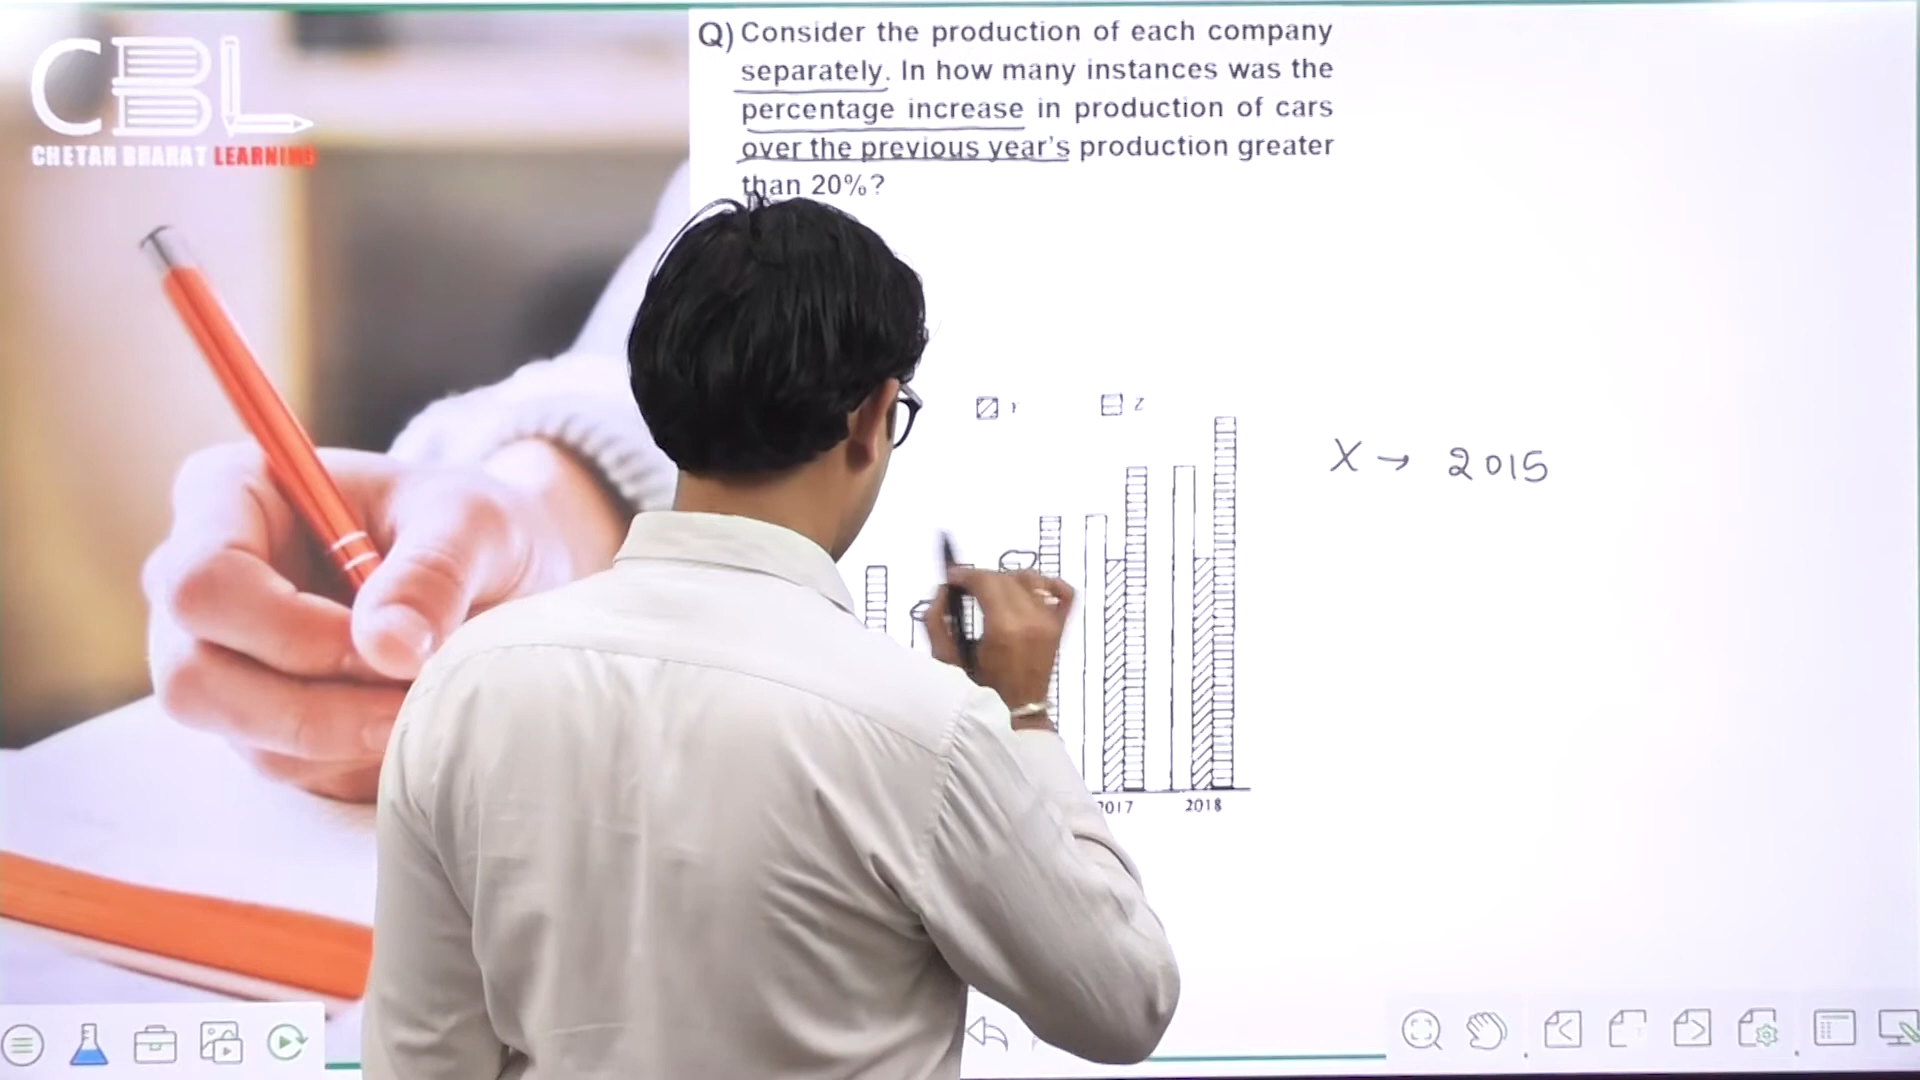 CBL
CHETAN BHARAT LEARNING
Q) Consider the production of each company
separately. In how many instances was the
percentage increase in production of cars
over the previous year's production greater
than 20%?
Y
Z
X → 2015
2017
2018